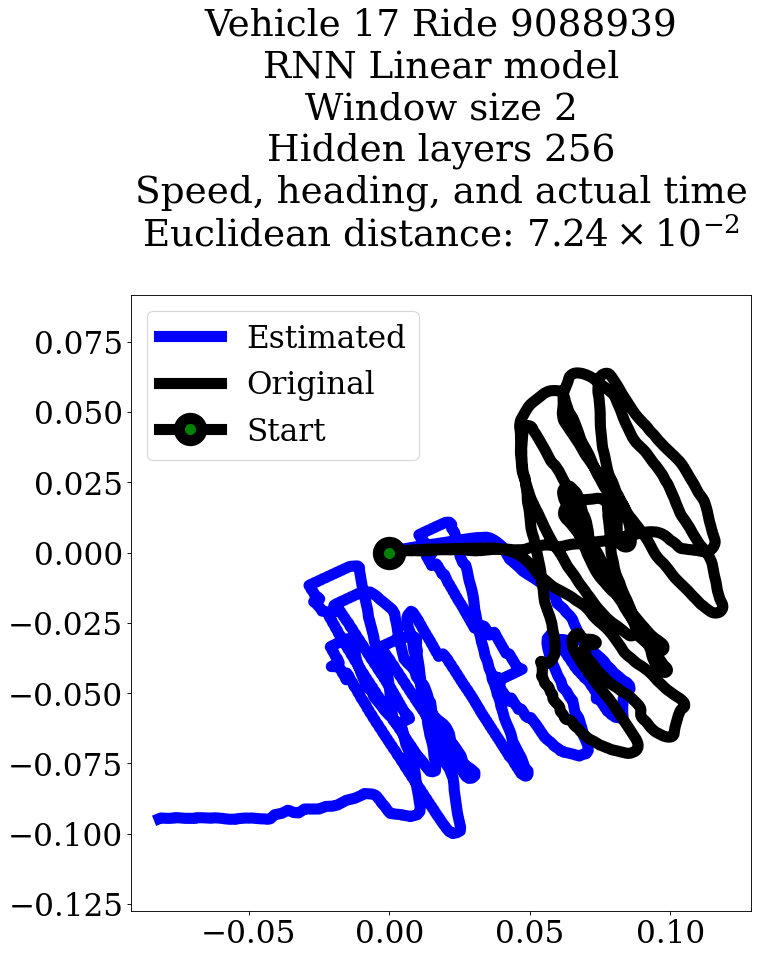 Vehicle 17 Ride 9088939
RNN Linear model
Window size 2
Hidden layers 256
Speed, heading, and actual time
Euclidean distance: 7.24 × 10⁻²
Estimated
Original
Start
0.075
0.050
0.025
0.000
−0.025
−0.050
−0.075
−0.100
−0.125
−0.05 0.00 0.05 0.10